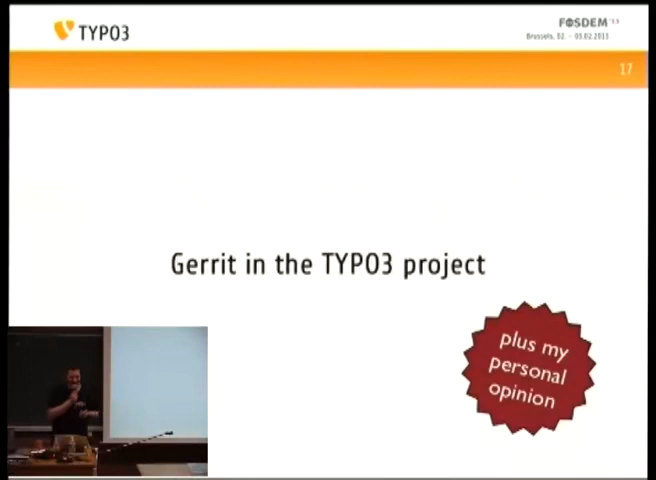 TYPO3
FOSDEM '13
Brussels, 02. - 03.02.2013
17
Gerrit in the TYPO3 project
plus my
personal
opinion